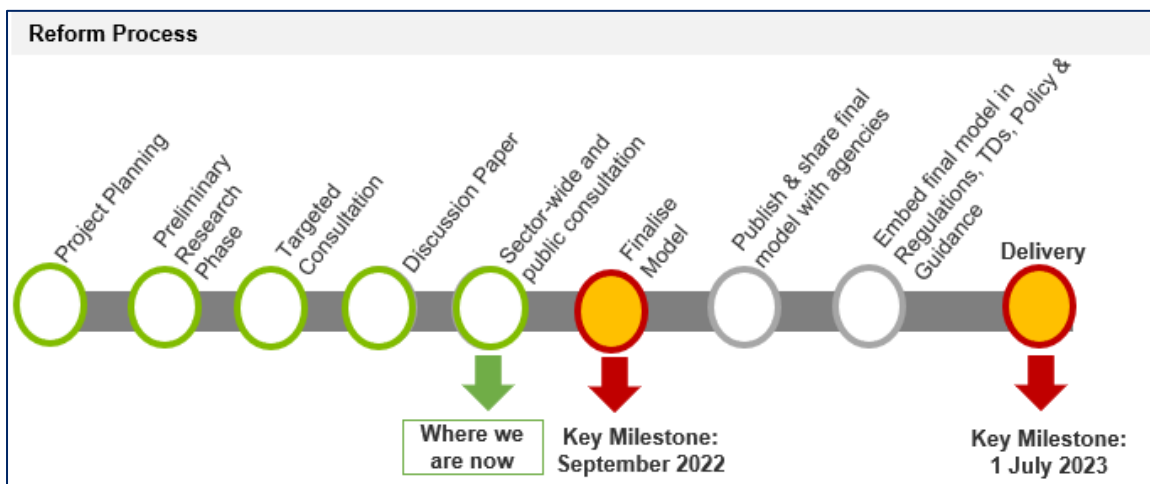 Reform Process
Project Planning
Preliminary
Research
Phase
Targeted
Consultation
Discussion Paper
Sector-wide and
public consultation
Finalise
Model
Publish & share final
model with agencies
Embed final model in
Regulations, TDs, Policy &
Guidance
Delivery
Where we
are now
Key Milestone:
September 2022
Key Milestone:
1 July 2023